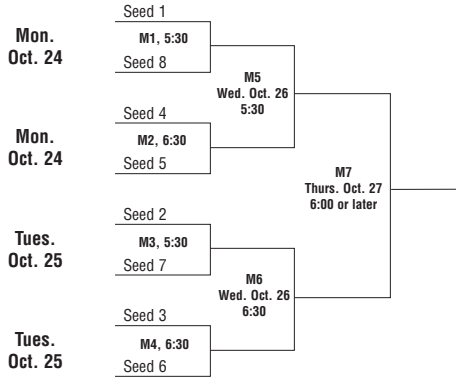 Mon.
Oct. 24
Seed 1
M1, 5:30
Seed 8
M5
Wed. Oct. 26
5:30
Mon.
Oct. 24
Seed 4
M2, 6:30
Seed 5
M7
Thurs. Oct. 27
6:00 or later
Tues.
Oct. 25
Seed 2
M3, 5:30
Seed 7
M6
Wed. Oct. 26
6:30
Tues.
Oct. 25
Seed 3
M4, 6:30
Seed 6